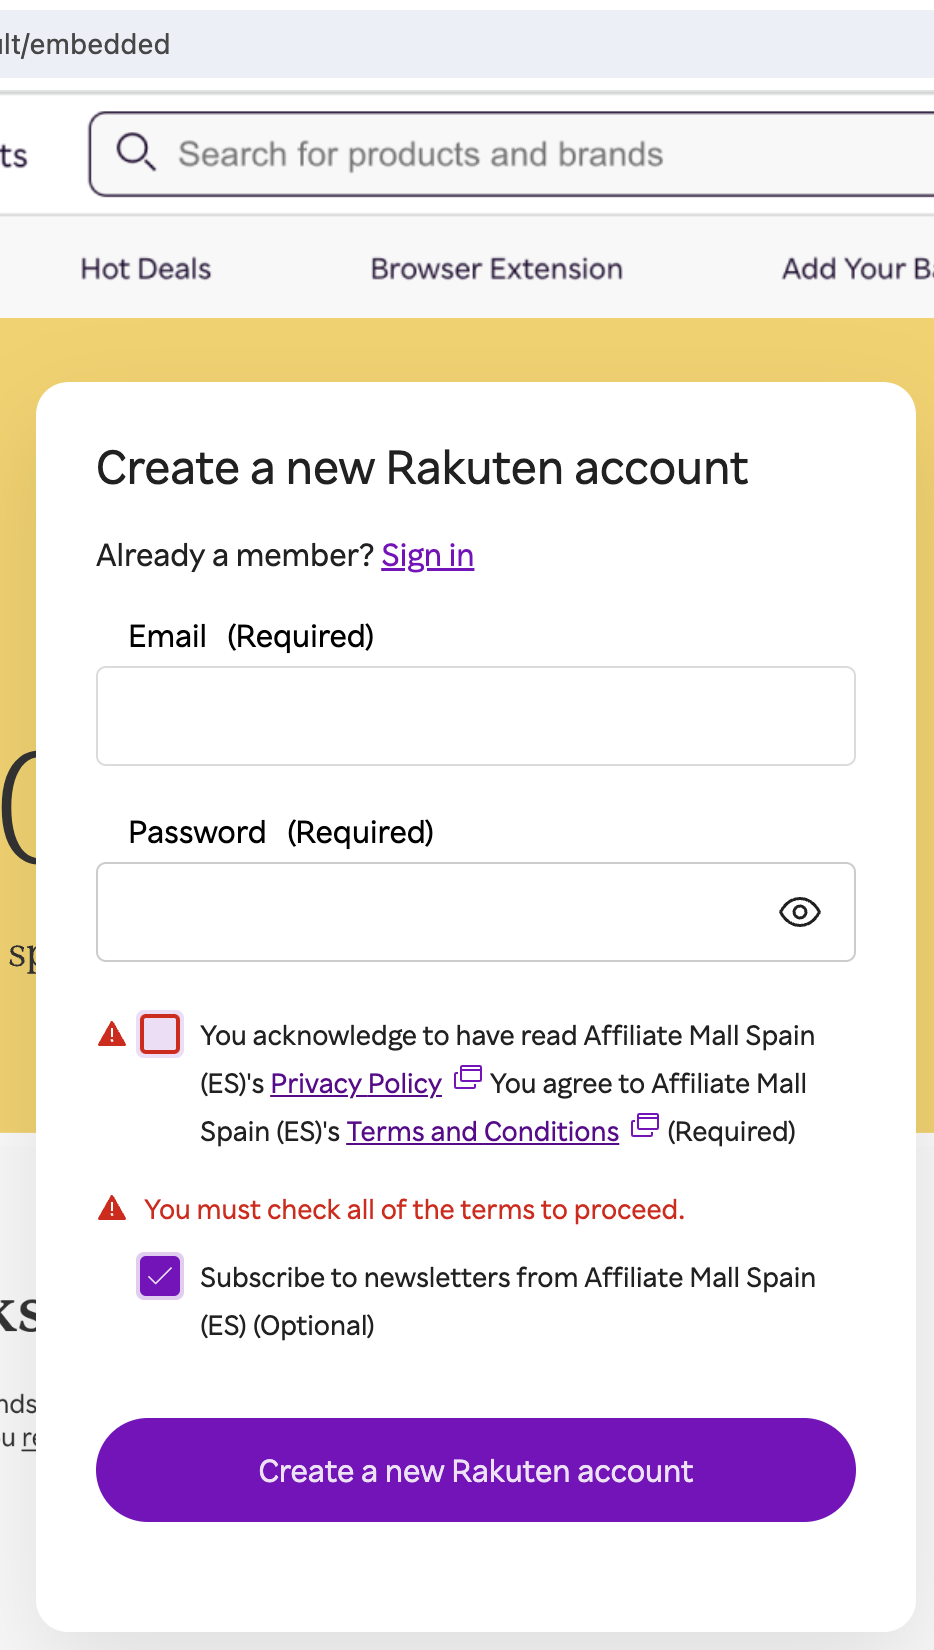 /embedded
ts
Search for products and brands
Hot Deals
Browser Extension
Add Your
Create a new Rakuten account
Already a member? Sign in
Email (Required)
Password (Required)
You acknowledge to have read Affiliate Mall Spain
(ES)'s Privacy Policy You agree to Affiliate Mall
Spain (ES)'s Terms and Conditions (Required)
You must check all of the terms to proceed.
Subscribe to newsletters from Affiliate Mall Spain
(ES) (Optional)
Create a new Rakuten account